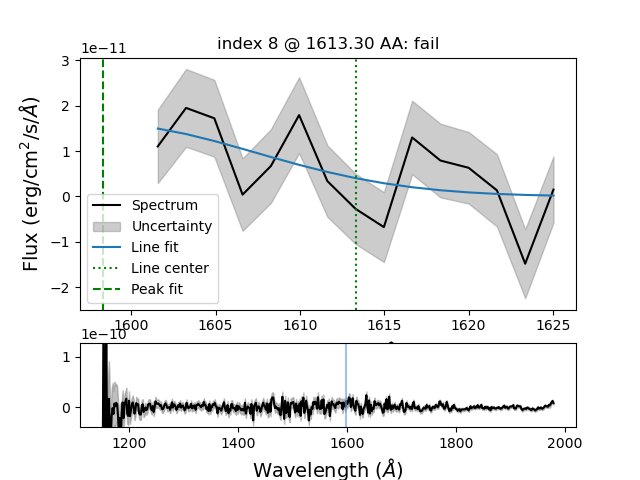 index 8 @ 1613.30 AA: fail
1e−11
3
2
1
0
−1
−2
Flux (erg/cm²/s/Å)
Spectrum
Uncertainty
Line fit
Line center
Peak fit
1600 1605 1610 1615 1620 1625
1e−10
1
0
1200 1400 1600 1800 2000
Wavelength (Å)